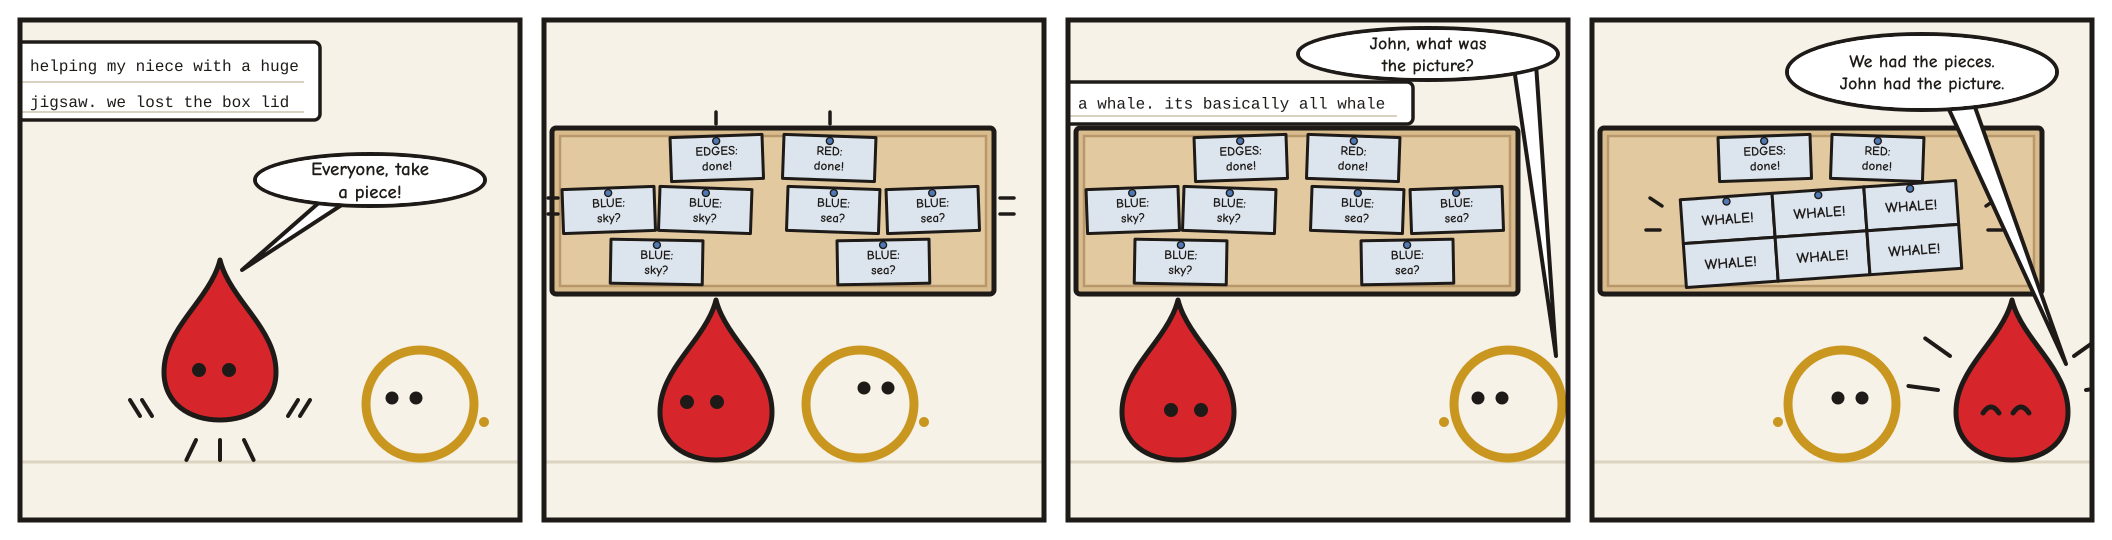 helping my niece with a huge
jigsaw. we lost the box lid
Everyone, take
a piece!
EDGES:
done!
RED:
done!
BLUE:
sky?
BLUE:
sky?
BLUE:
sea?
BLUE:
sea?
BLUE:
sky?
BLUE:
sea?
John, what was
the picture?
a whale. its basically all whale
EDGES:
done!
RED:
done!
BLUE:
sky?
BLUE:
sky?
BLUE:
sea?
BLUE:
sea?
BLUE:
sky?
BLUE:
sea?
We had the pieces.
John had the picture.
EDGES:
done!
RED:
done!
WHALE!
WHALE!
WHALE!
WHALE!
WHALE!
WHALE!